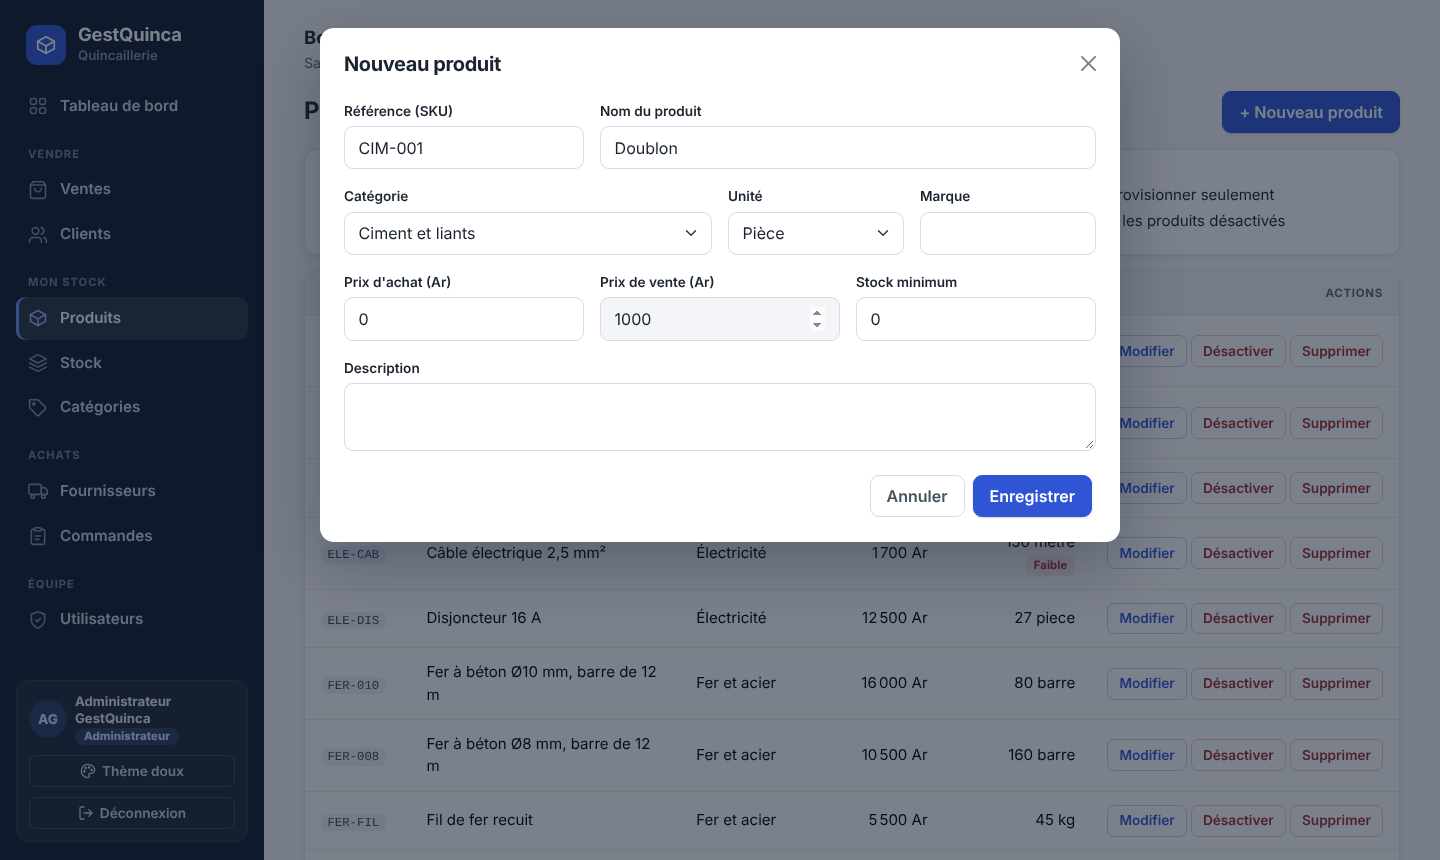 GestQuinca
Quincaillerie
Tableau de bord
VENDRE
Ventes
Clients
MON STOCK
Produits
Stock
Catégories
ACHATS
Fournisseurs
Commandes
ÉQUIPE
Utilisateurs
AG
Administrateur
GestQuinca
Administrateur
Thème doux
Déconnexion
+ Nouveau produit
rovisionner seulement
les produits désactivés
ACTIONS
Nouveau produit
Référence (SKU) Nom du produit
CIM-001 Doublon
Catégorie Unité Marque
Ciment et liants Pièce
Prix d'achat (Ar) Prix de vente (Ar) Stock minimum
0 1000 0
Description
Annuler Enregistrer
Modifier Désactiver Supprimer
Modifier Désactiver Supprimer
Modifier Désactiver Supprimer
ELE-CAB Câble électrique 2,5 mm² Électricité 1 700 Ar 150 metre Modifier Désactiver Supprimer
Faible
ELE-DIS Disjoncteur 16 A Électricité 12 500 Ar 27 piece Modifier Désactiver Supprimer
FER-010 Fer à béton Ø10 mm, barre de 12 Fer et acier 16 000 Ar 80 barre Modifier Désactiver Supprimer
m
FER-008 Fer à béton Ø8 mm, barre de 12 Fer et acier 10 500 Ar 160 barre Modifier Désactiver Supprimer
m
FER-FIL Fil de fer recuit Fer et acier 5 500 Ar 45 kg Modifier Désactiver Supprimer